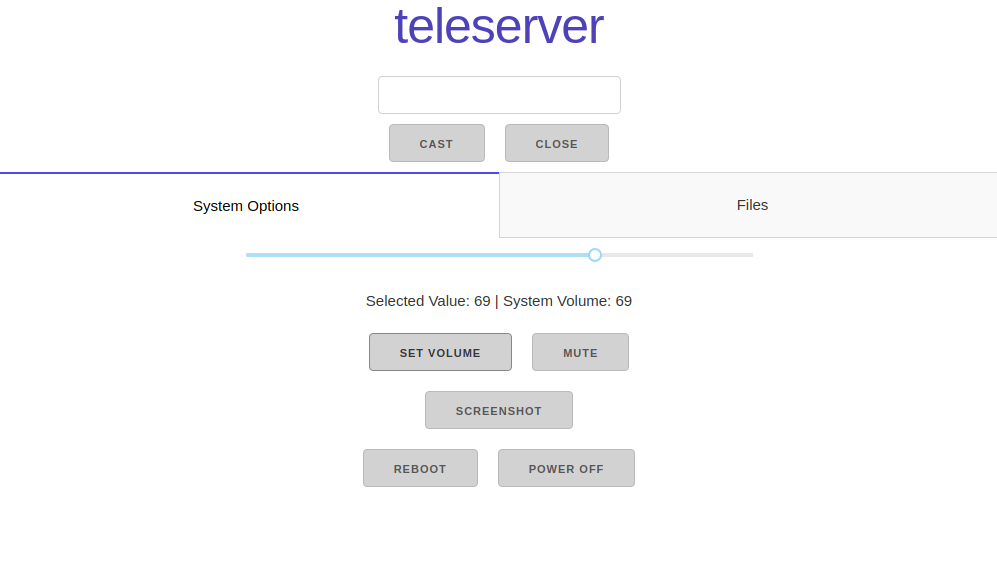 teleserver
CAST CLOSE
System Options Files
Selected Value: 69 | System Volume: 69
SET VOLUME MUTE
SCREENSHOT
REBOOT POWER OFF